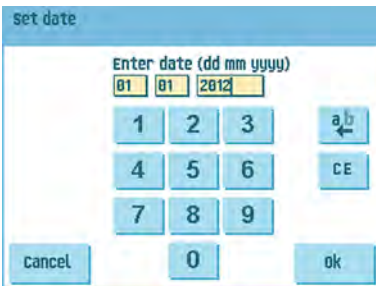 Set date
Enter date (dd mm yyyy)
01 01 2012
1 2 3 ab
4 5 6 CE
7 8 9
Cancel 0 Ok